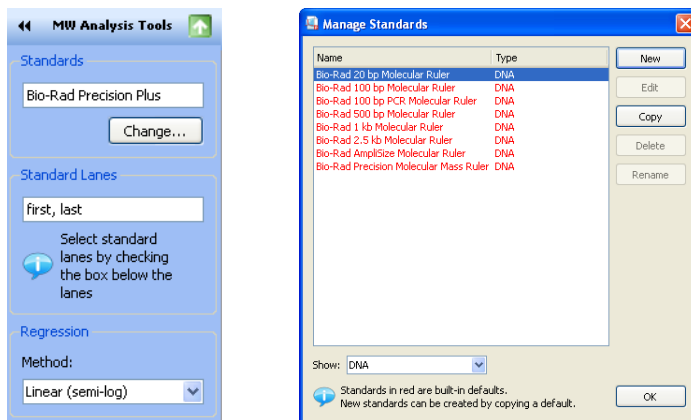 MW Analysis Tools
Standards
Bio-Rad Precision Plus
Change...
Standard Lanes
first, last
Select standard
lanes by checking
the box below the
lanes
Regression
Method:
Linear (semi-log)
Manage Standards
Name Type
Bio-Rad 20 bp Molecular Ruler DNA
Bio-Rad 100 bp Molecular Ruler DNA
Bio-Rad 100 bp PCR Molecular Ruler DNA
Bio-Rad 500 bp Molecular Ruler DNA
Bio-Rad 1 kb Molecular Ruler DNA
Bio-Rad 2.5 kb Molecular Ruler DNA
Bio-Rad AmpliSize Molecular Ruler DNA
Bio-Rad Precision Molecular Mass Ruler DNA
New
Edit
Copy
Delete
Rename
Show: DNA
Standards in red are built-in defaults.
New standards can be created by copying a default.
OK